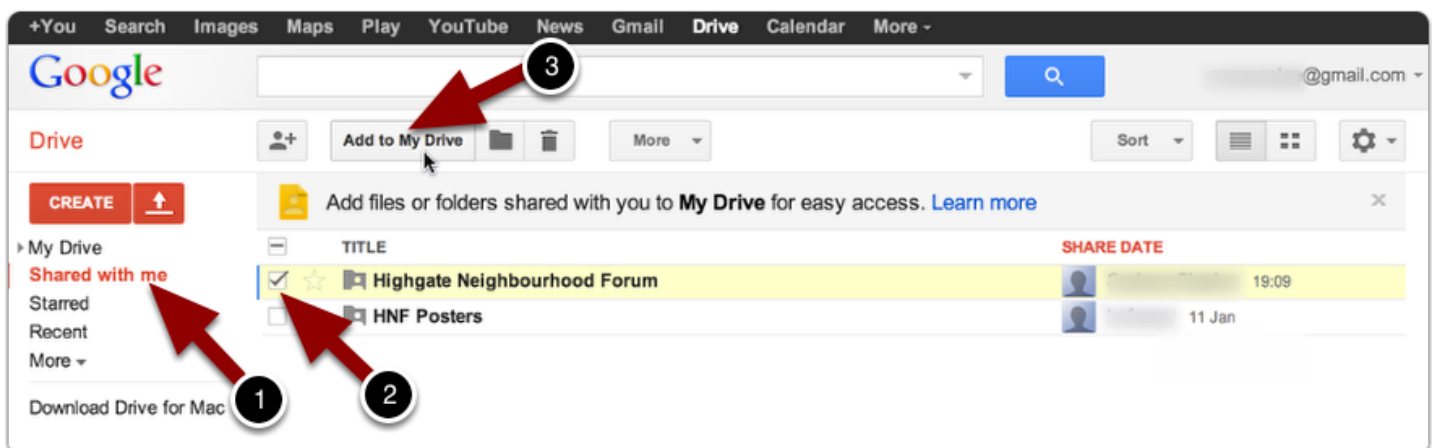 +You Search Images Maps Play YouTube News Gmail Drive Calendar More
3
Google
@gmail.com
Drive
Add to My Drive
More
Sort
CREATE
Add files or folders shared with you to My Drive for easy access. Learn more
My Drive
TITLE
SHARE DATE
Shared with me
Highgate Neighbourhood Forum
19:09
Starred
HNF Posters
11 Jan
Recent
More
Download Drive for Mac
1
2